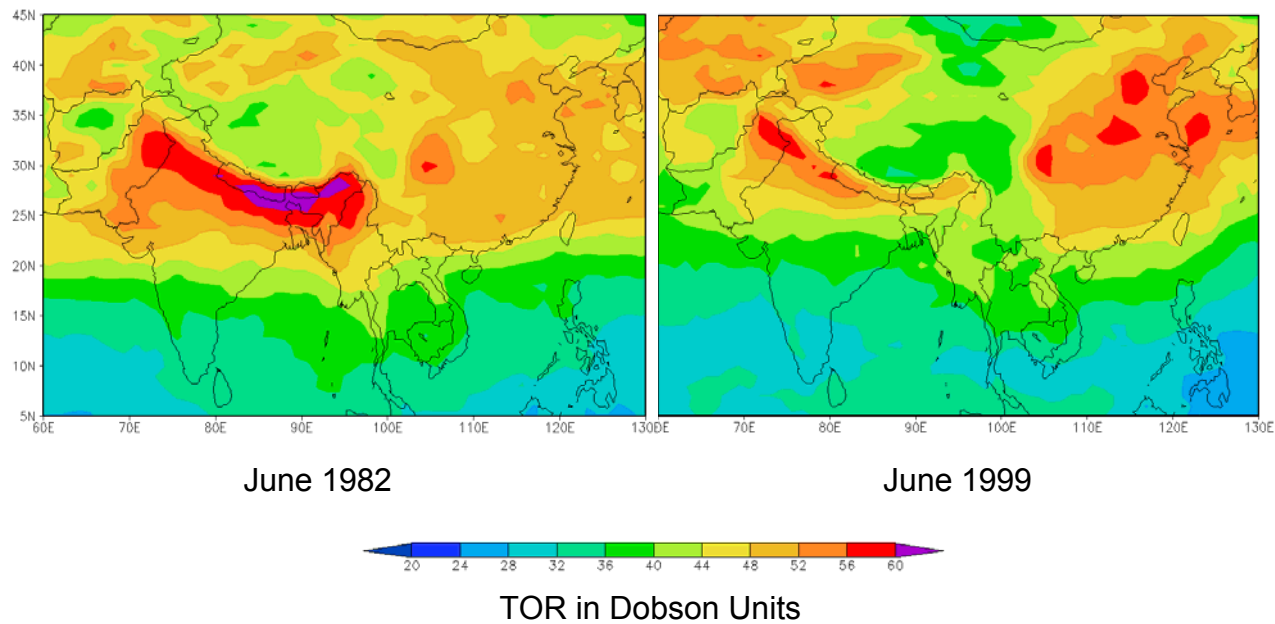 45N
40N
35N
30N
25N
20N
15N
10N
5N
60E 70E 80E 90E 100E 110E 120E 130E 70E 80E 90E 100E 110E 120E 130E
June 1982 June 1999
20 24 28 32 36 40 44 48 52 56 60
TOR in Dobson Units